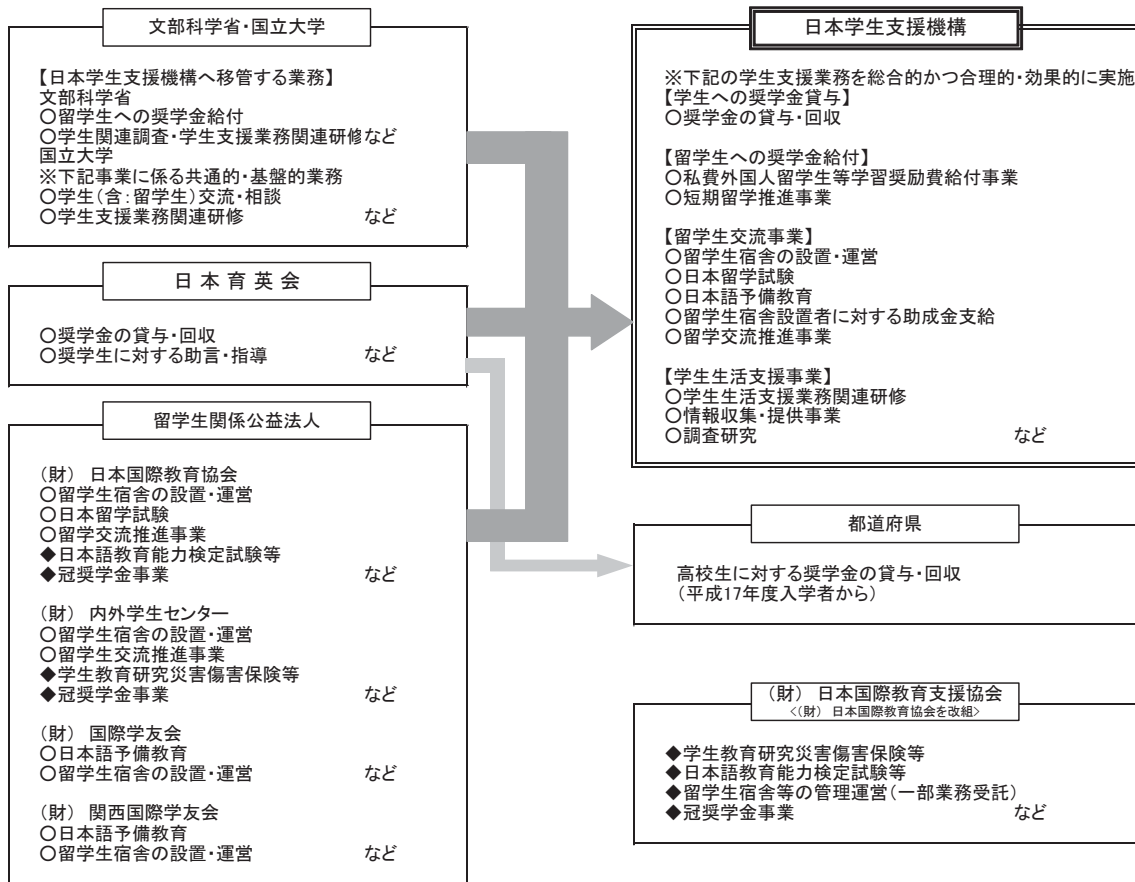 文部科学省・国立大学
【日本学生支援機構へ移管する業務】
文部科学省
○留学生への奨学金給付
○学生関連調査・学生支援業務関連研修など
国立大学
※下記事業に係る共通的・基盤的業務
○学生(含:留学生)交流・相談
○学生支援業務関連研修 など
日本育英会
○奨学金の貸与・回収
○奨学生に対する助言・指導 など
留学生関係公益法人
(財) 日本国際教育協会
○留学生宿舎の設置・運営
○日本留学試験
○留学交流推進事業
◆日本語教育能力検定試験等
◆冠奨学金事業 など
(財) 内外学生センター
○留学生宿舎の設置・運営
○留学生交流推進事業
◆学生教育研究災害傷害保険等
◆冠奨学金事業 など
(財) 国際学友会
○日本語予備教育
○留学生宿舎の設置・運営 など
(財) 関西国際学友会
○日本語予備教育
○留学生宿舎の設置・運営 など
日本学生支援機構
※下記の学生支援業務を総合的かつ合理的・効果的に実施
【学生への奨学金貸与】
○奨学金の貸与・回収
【留学生への奨学金給付】
○私費外国人留学生等学習奨励費給付事業
○短期留学推進事業
【留学生交流事業】
○留学生宿舎の設置・運営
○日本留学試験
○日本語予備教育
○留学生宿舎設置者に対する助成金支給
○留学交流推進事業
【学生生活支援事業】
○学生生活支援業務関連研修
○情報収集・提供事業
○調査研究 など
都道府県
高校生に対する奨学金の貸与・回収
(平成17年度入学者から)
(財) 日本国際教育支援協会
<(財) 日本国際教育協会を改組>
◆学生教育研究災害傷害保険等
◆日本語教育能力検定試験等
◆留学生宿舎等の管理運営(一部業務受託)
◆冠奨学金事業 など